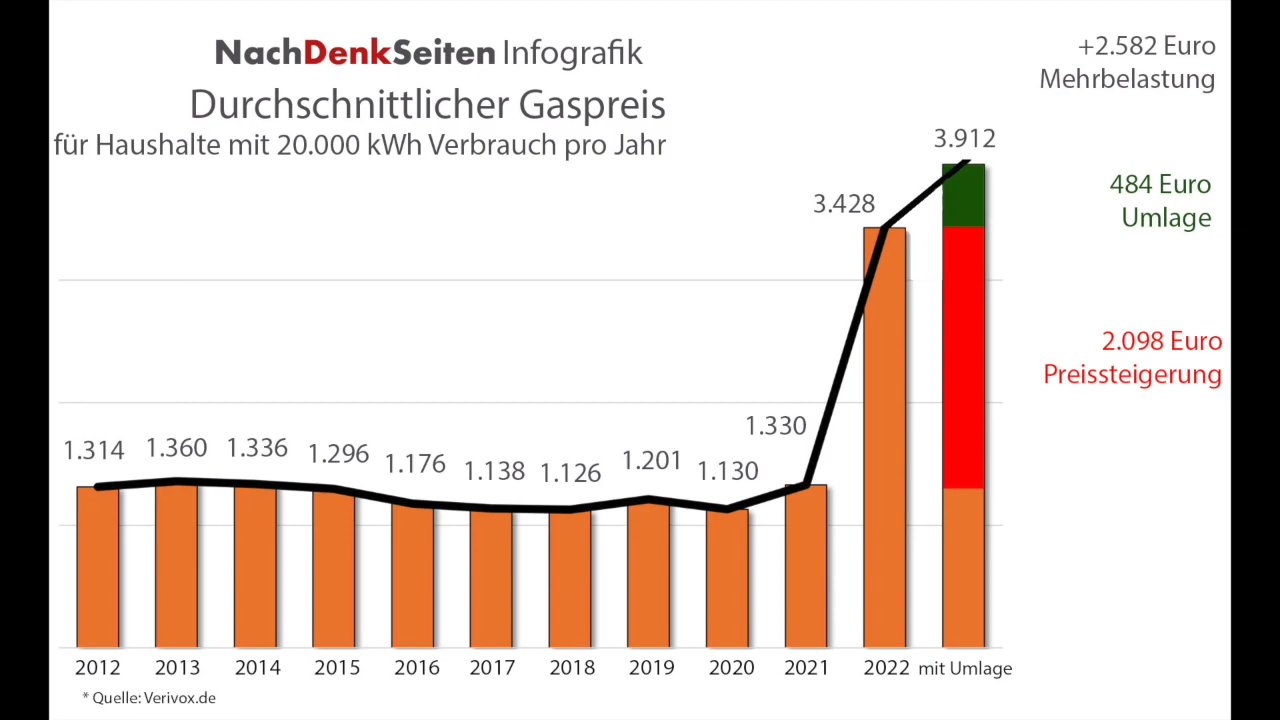 NachDenkSeiten Infografik
Durchschnittlicher Gaspreis
für Haushalte mit 20.000 kWh Verbrauch pro Jahr
+2.582 Euro
Mehrbelastung
3.912
484 Euro
Umlage
3.428
2.098 Euro
Preissteigerung
1.314 1.360 1.336 1.296 1.176 1.138 1.126 1.201 1.130 1.330
2012 2013 2014 2015 2016 2017 2018 2019 2020 2021 2022 mit Umlage
* Quelle: Verivox.de